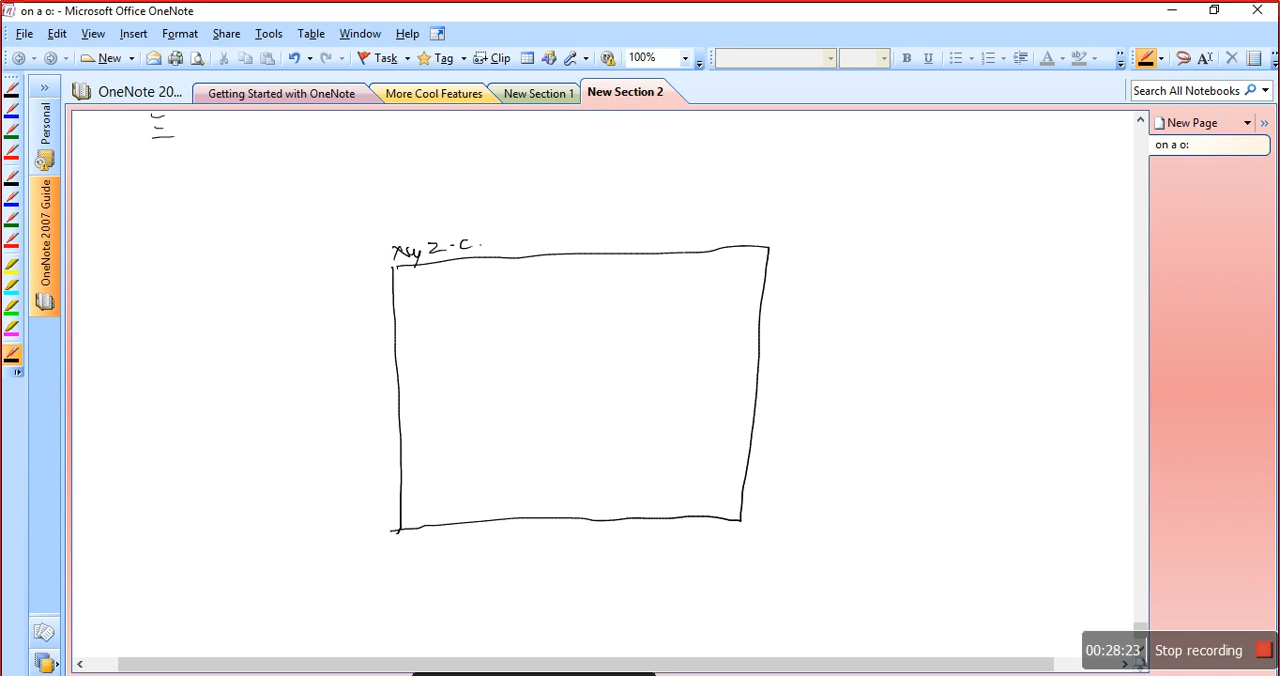 on a o: - Microsoft Office OneNote
File Edit View Insert Format Share Tools Table Window Help
New Task Tag Clip 100% B U A ab
OneNote 20... Getting Started with OneNote More Cool Features New Section 1 New Section 2 Search All Notebooks
New Page
on a o:
Personal
OneNote 2007 Guide
xyz.c.
00:28:23 Stop recording